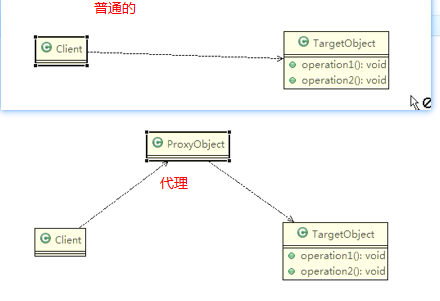 普通的
Client
TargetObject
operation1(): void
operation2(): void
ProxyObject
代理
Client
TargetObject
operation1(): void
operation2(): void